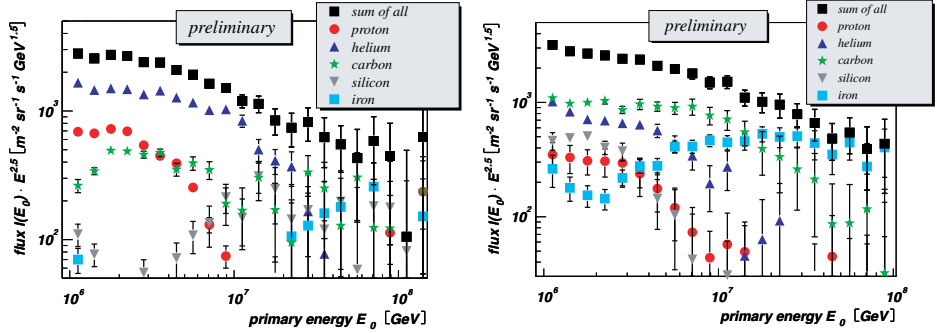 preliminary
sum of all
proton
helium
carbon
silicon
iron
flux I(E0) · E^2.5 [m^-2 sr^-1 s^-1 GeV^1.5]
10^3
10^2
10^6
10^7
10^8
primary energy E0 [GeV]
preliminary
sum of all
proton
helium
carbon
silicon
iron
flux I(E0) · E^2.5 [m^-2 sr^-1 s^-1 GeV^1.5]
10^3
10^2
10^6
10^7
10^8
primary energy E0 [GeV]